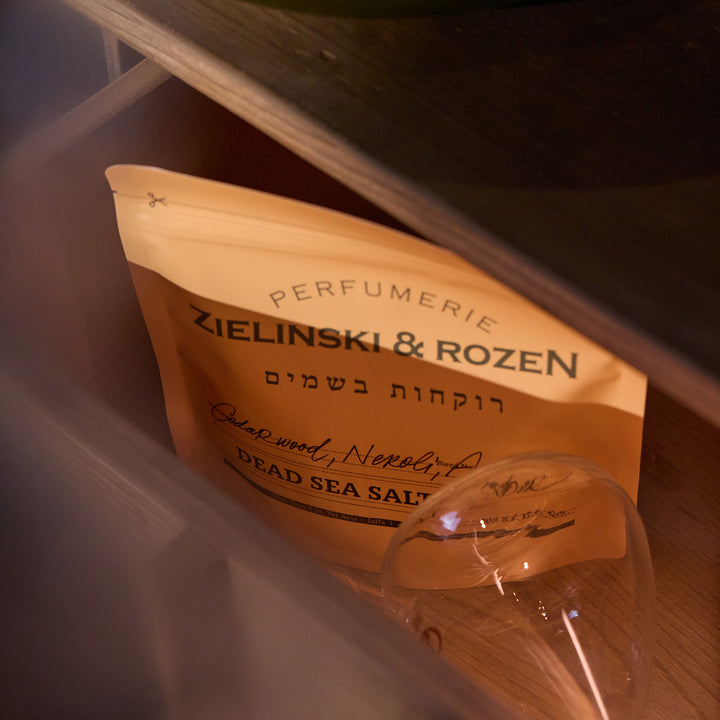 PERFUMERIE
ZIELINSKI & ROZEN
רוקחות בשמים
Cedarwood, Neroli,
DEAD SEA SALT